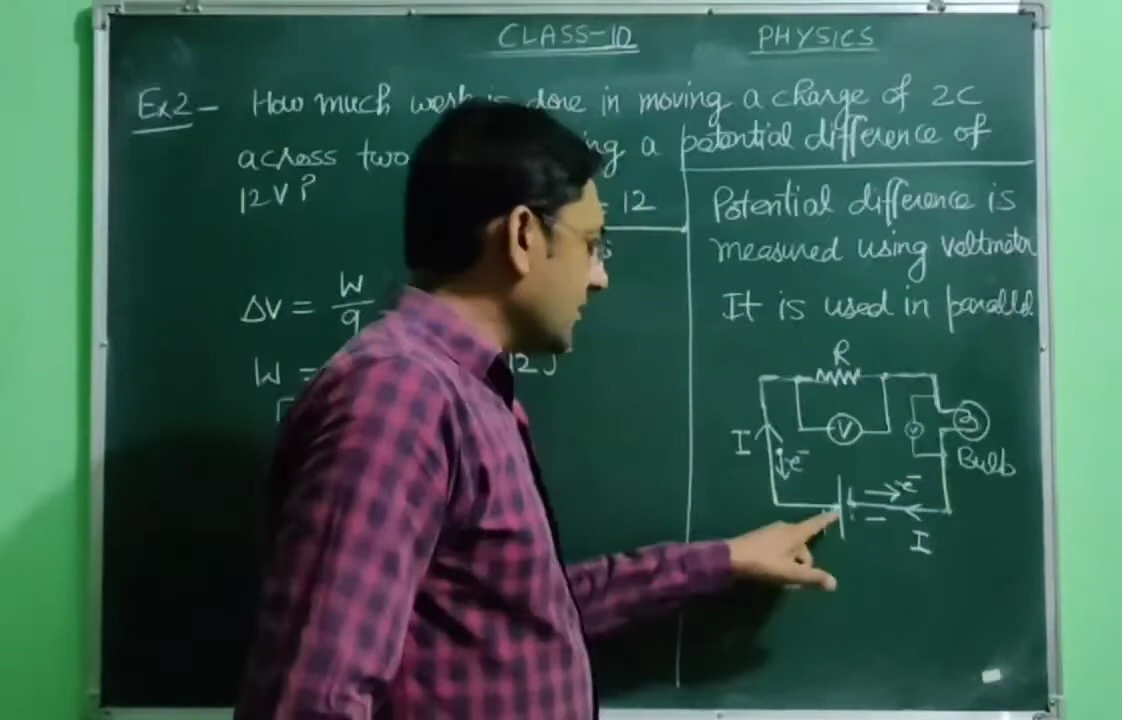 CLASS-10 PHYSICS
Ex2- How much work is done in moving a charge of 2C
across two ng a potential difference of
12V?
= 12
ΔV = W/q
W =
12J
Potential difference is
measured using voltmeter
It is used in parallel
R
V
V
I
e⁻
Bulb
e⁻
−
I